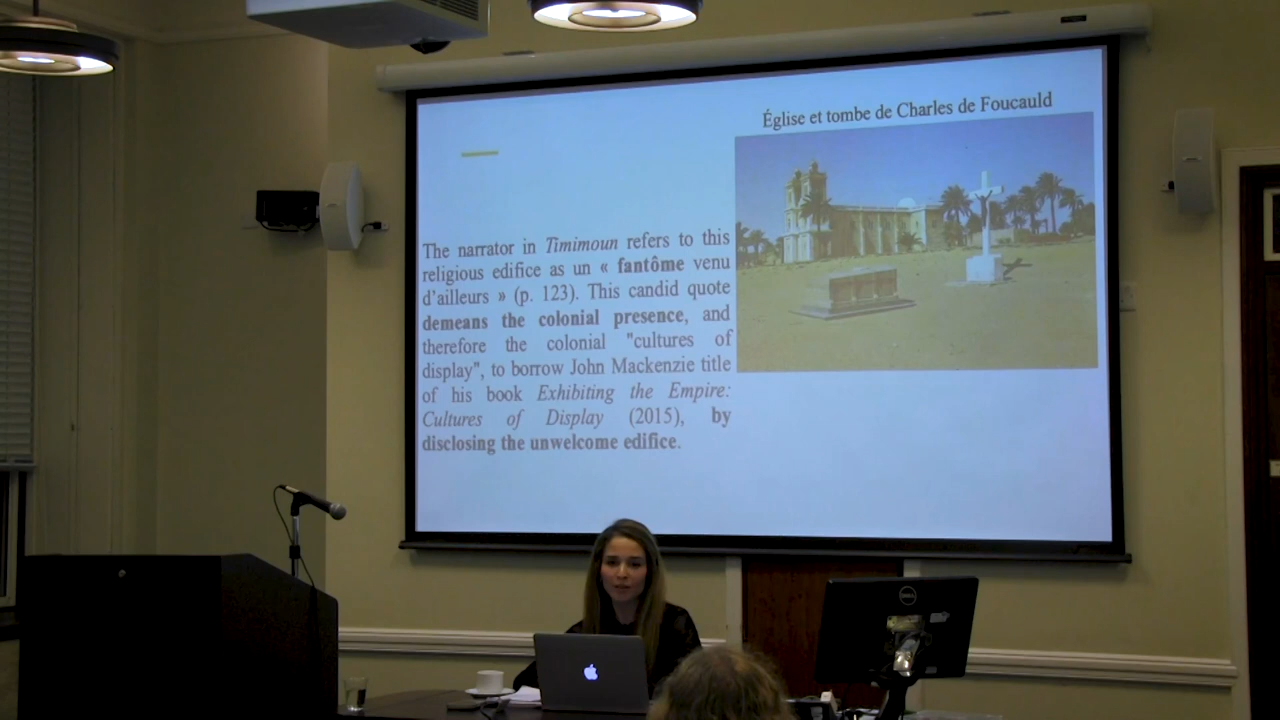 Église et tombe de Charles de Foucauld
The narrator in Timimoun refers to this
religious edifice as un « fantôme venu
d'ailleurs » (p. 123). This candid quote
demeans the colonial presence, and
therefore the colonial "cultures of
display", to borrow John Mackenzie title
of his book Exhibiting the Empire:
Cultures of Display (2015), by
disclosing the unwelcome edifice.
DELL